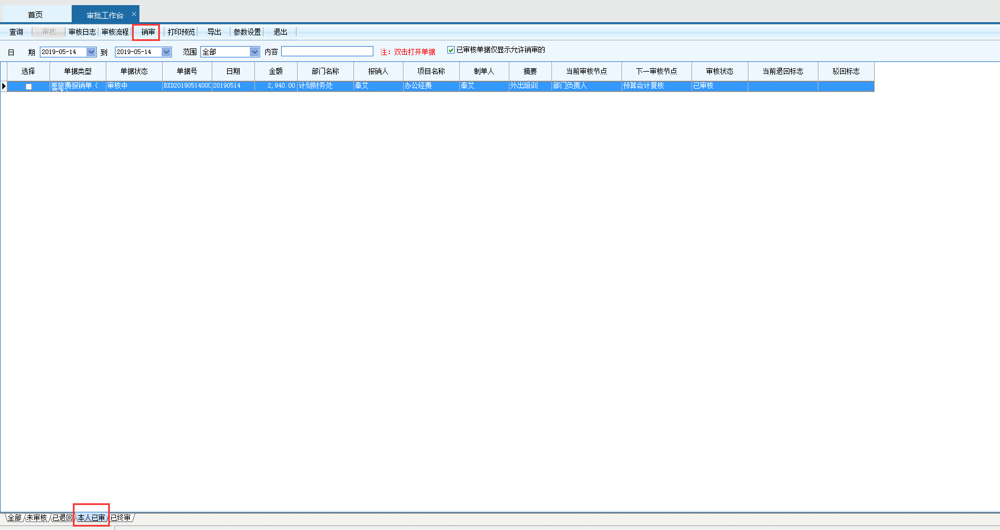 首页 审批工作台 ×
查询 审核 审核日志 审核流程 销审 打印预览 导出 参数设置 退出
日 期 2019-05-14 到 2019-05-14 范围 全部 内容 注：双击打开单据 已审核单据仅显示允许销审的
选择 单据类型 单据状态 单据号 日期 金额 部门名称 报销人 项目名称 制单人 摘要 当前审核节点 下一审核节点 审核状态 当前退回标志 驳回标志
差旅费报销单（ 审核中 BXD2019051400 20190514 2,940.00 计划财务处 秦艾 办公经费 秦艾 外出培训 部门负责人 预算会计复核 已审核
全部 未审核 已退回 本人已审 已终审